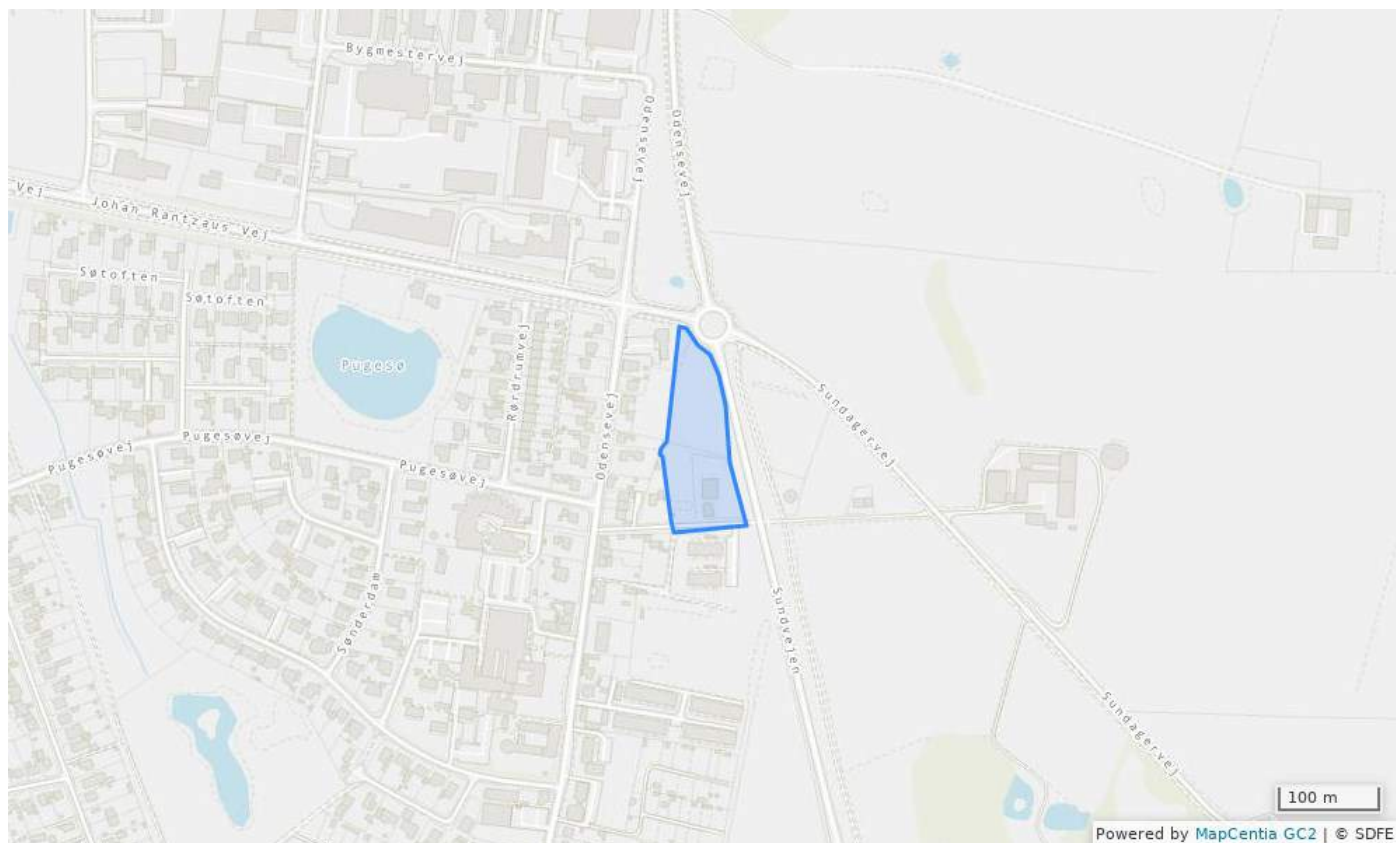 Bygmestervej
Odensevej
Odensevej
Vej
Johan Rantzaus Vej
Søtoften
Søtoften
Pugesø
Rørdrumvej
Sundagervej
Odensevej
Pugesøvej
Pugesøvej
Pugesøvej
Sønderdam
Sundvejen
Sundagervej
100 m
Powered by MapCentia GC2 | © SDFE